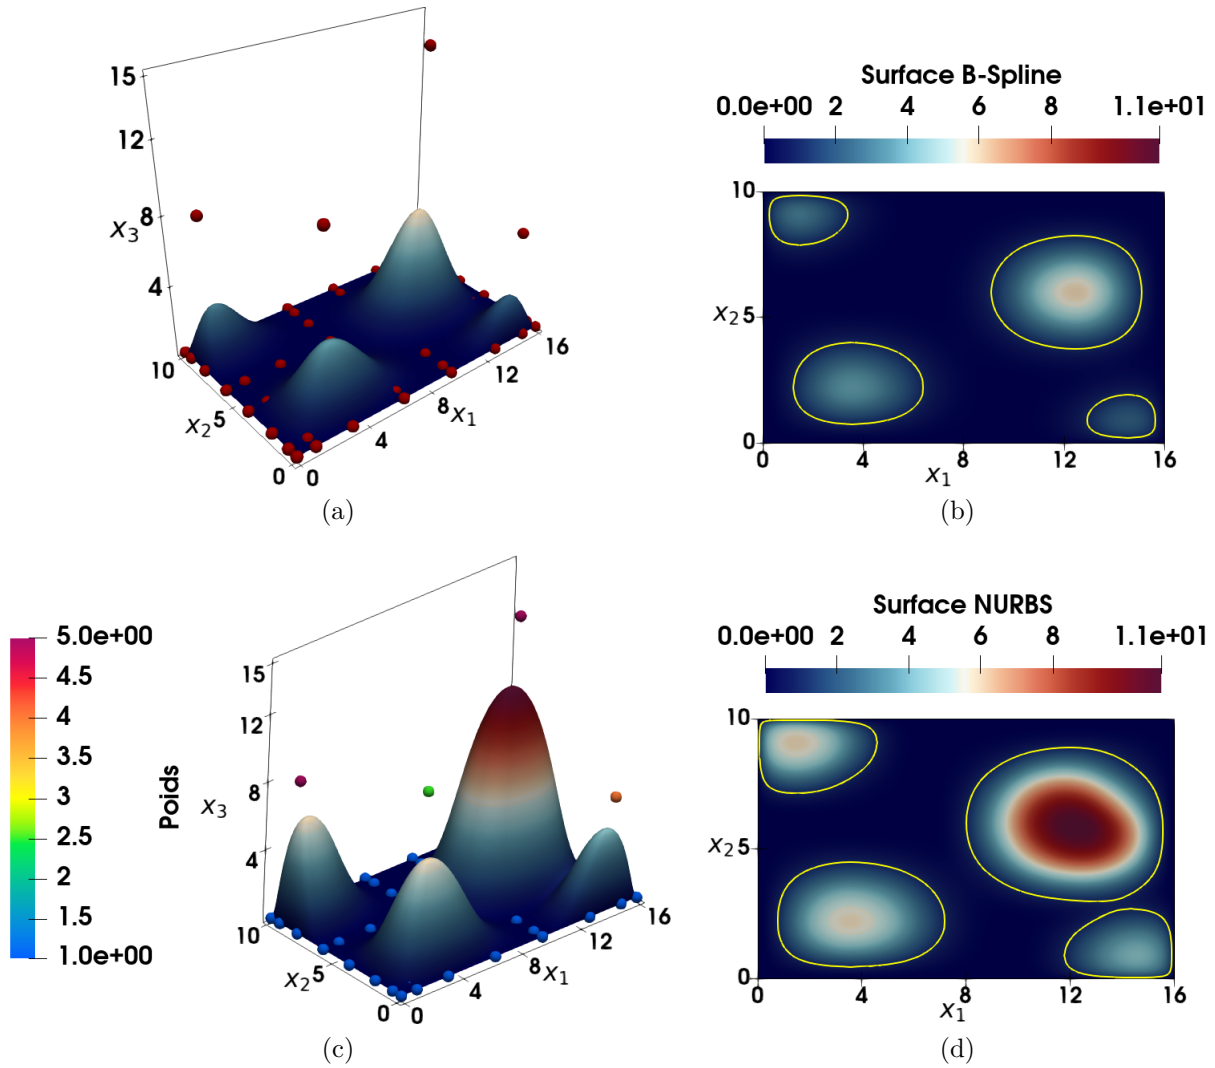 15
12
8
4
x3
10
x2
5
0
0
4
8
x1
12
16
(a)
Surface B-Spline
0.0e+00 2 4 6 8 1.1e+01
10
x2 5
0
0 4 8 12 16
x1
(b)
5.0e+00
4.5
4
3.5
3
2.5
2
1.5
1.0e+00
Poids
15
12
8
4
x3
10
x2
5
0
0
4
8
x1
12
16
(c)
Surface NURBS
0.0e+00 2 4 6 8 1.1e+01
10
x2 5
0
0 4 8 12 16
x1
(d)